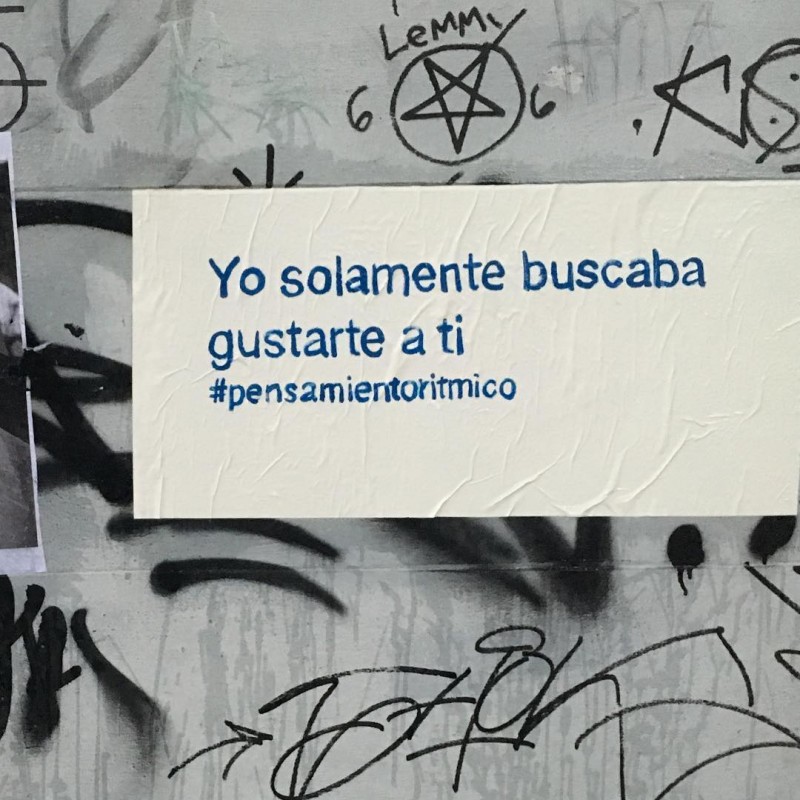 Lemmy
6 6
Yo solamente buscaba
gustarte a ti
#pensamientoritmico